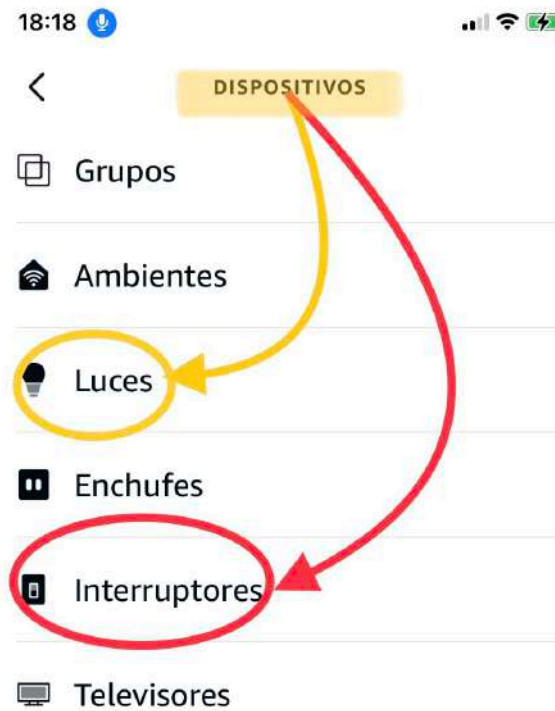 18:18
DISPOSITIVOS
Grupos
Ambientes
Luces
Enchufes
Interruptores
Televisores